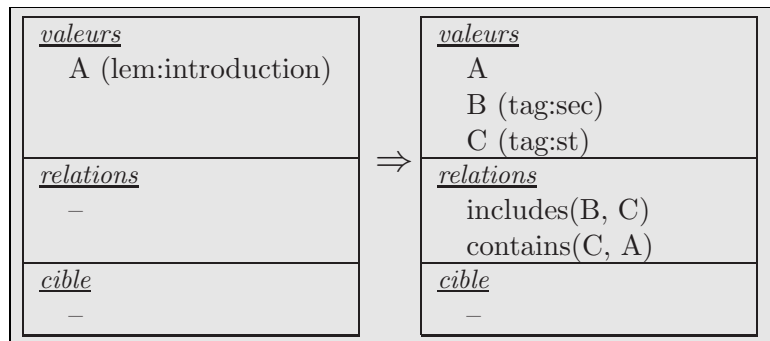 valeurs
A (lem:introduction)
relations
–
cible
–
⇒
valeurs
A
B (tag:sec)
C (tag:st)
relations
includes(B, C)
contains(C, A)
cible
–